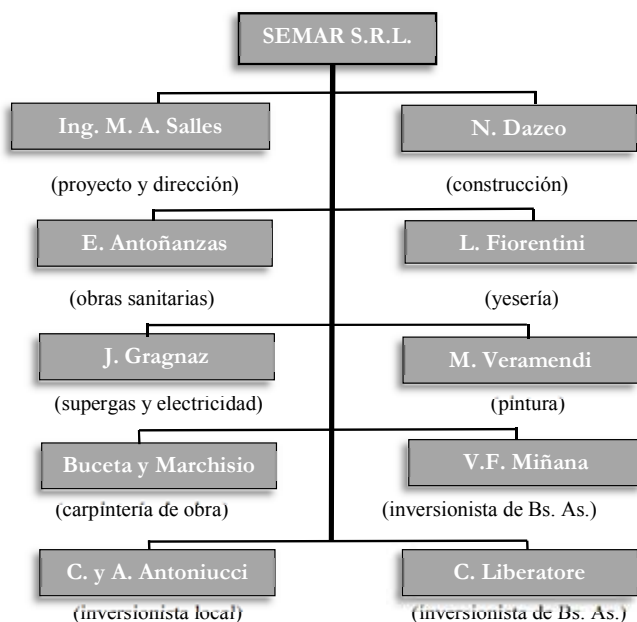 SEMAR S.R.L.
Ing. M. A. Salles
N. Dazeo
(proyecto y dirección)
(construcción)
E. Antoñanzas
L. Fiorentini
(obras sanitarias)
(yesería)
J. Gragnaz
M. Veramendi
(supergas y electricidad)
(pintura)
Buceta y Marchisio
V.F. Miñana
(carpintería de obra)
(inversionista de Bs. As.)
C. y A. Antoniucci
C. Liberatore
(inversionista local)
(inversionista de Bs. As.)